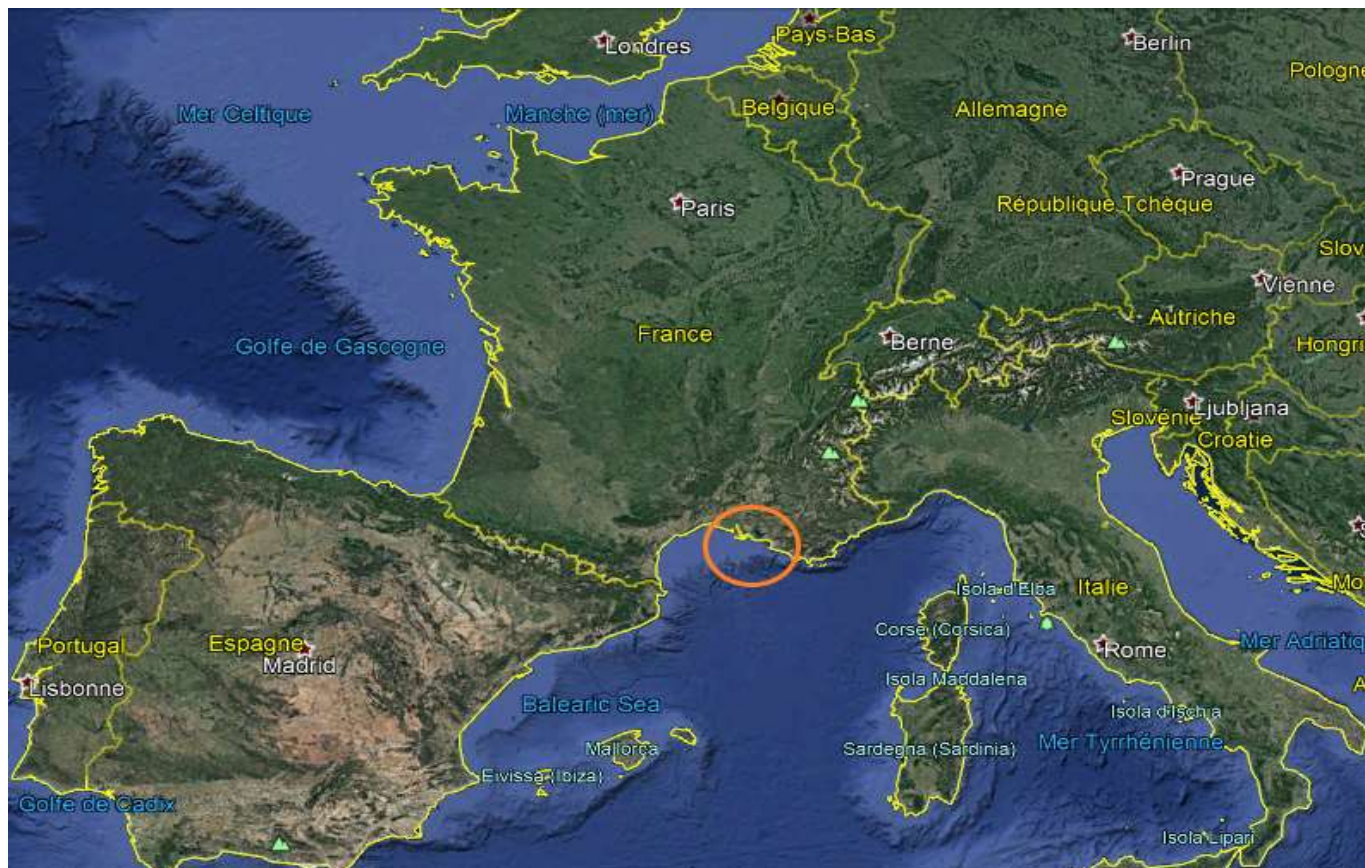 Pays-Bas
Londres
Berlin
Pologne
Mer Celtique
Manche (mer)
Belgique
Allemagne
Prague
République Tchèque
Paris
Slov
Vienne
Autriche
France
Berne
Golfe de Gascogne
Hongri
Ljubljana
Slovénie
Croatie
Isola d'Elba
Italie
Mo
Corse (Corsica)
Portugal
Espagne
Madrid
Rome
Mer Adriatiq
Lisbonne
Isola Maddalena
A
Balearic Sea
Isola d'Ischia
Mallorca
Sardegna (Sardinia)
Mer Tyrrhénienne
Eivissa (Ibiza)
Golfe de Cadix
Isola Lipari